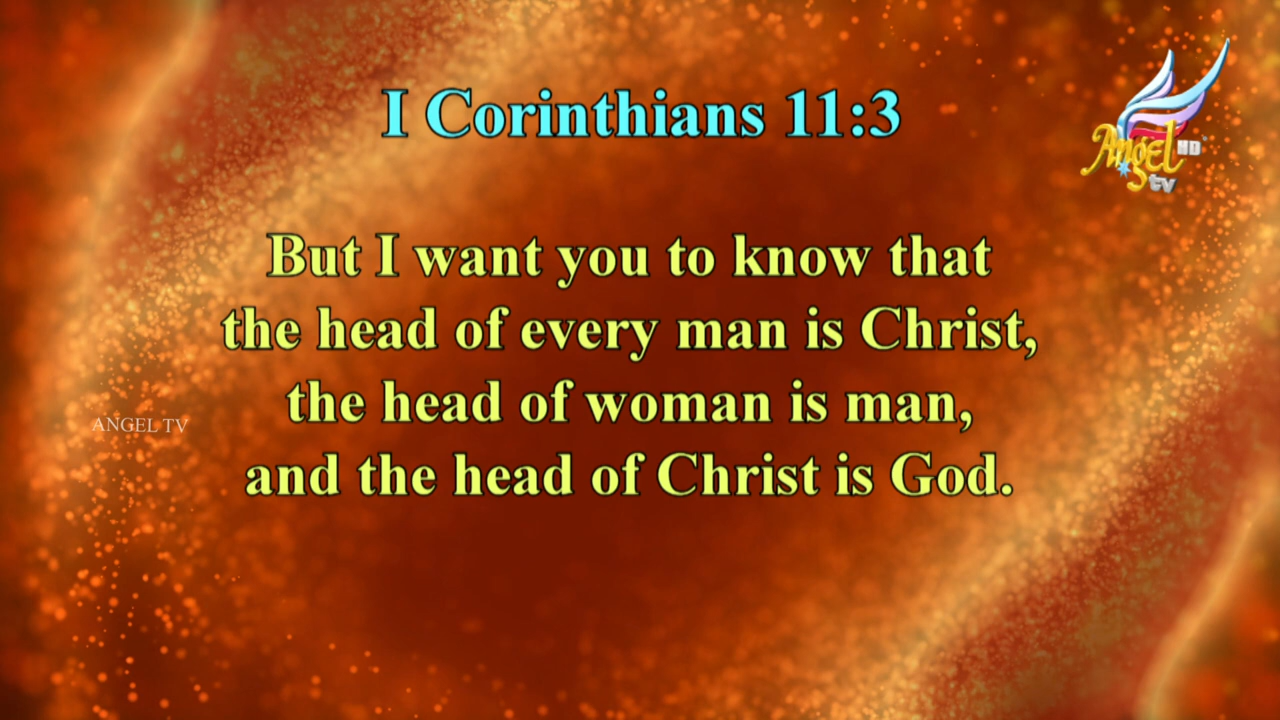 I Corinthians 11:3
Angel HD
tv
But I want you to know that
the head of every man is Christ,
the head of woman is man,
ANGEL TV
and the head of Christ is God.